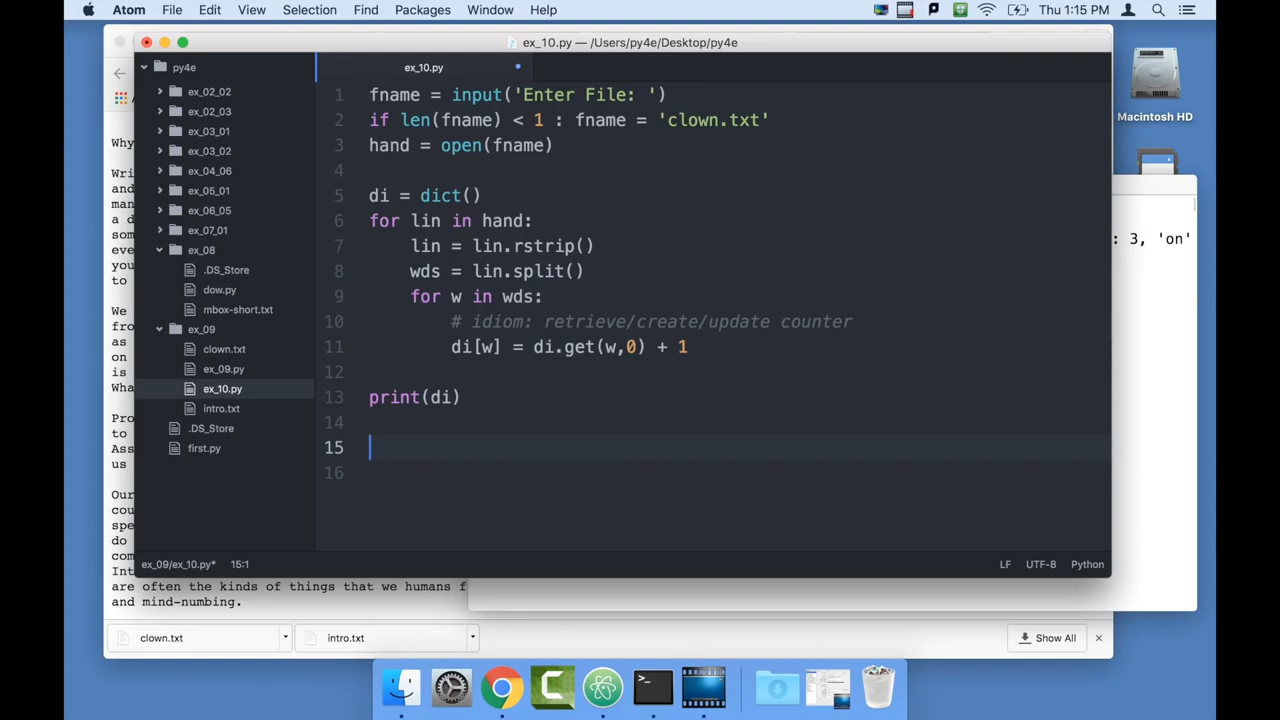 Atom File Edit View Selection Find Packages Window Help Thu 1:15 PM
ex_10.py — /Users/py4e/Desktop/py4e
py4e
ex_02_02
ex_02_03
ex_03_01
ex_03_02
ex_04_06
ex_05_01
ex_06_05
ex_07_01
ex_08
.DS_Store
dow.py
mbox-short.txt
ex_09
clown.txt
ex_09.py
ex_10.py
intro.txt
.DS_Store
first.py
ex_10.py
1 fname = input('Enter File: ')
2 if len(fname) < 1 : fname = 'clown.txt'
3 hand = open(fname)
4
5 di = dict()
6 for lin in hand:
7 lin = lin.rstrip()
8 wds = lin.split()
9 for w in wds:
10 # idiom: retrieve/create/update counter
11 di[w] = di.get(w,0) + 1
12
13 print(di)
14
15
16
ex_09/ex_10.py* 15:1 LF UTF-8 Python
Macintosh HD
: 3, 'on'
Why
and
man
a d
som
eve
you
to
We
fro
as
on
is
Wha
Pro
to
Ass
us
Our
cou
spe
do
com
Int
are often the kinds of things that we humans f
and mind-numbing.
clown.txt
intro.txt
Show All